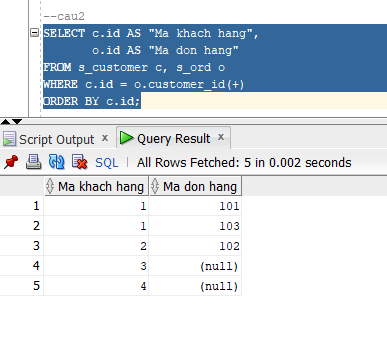 --cau2
SELECT c.id AS "Ma khach hang",
o.id AS "Ma don hang"
FROM s_customer c, s_ord o
WHERE c.id = o.customer_id(+)
ORDER BY c.id;
Script Output x Query Result x
SQL | All Rows Fetched: 5 in 0.002 seconds
Ma khach hang Ma don hang
1 1 101
2 1 103
3 2 102
4 3 (null)
5 4 (null)